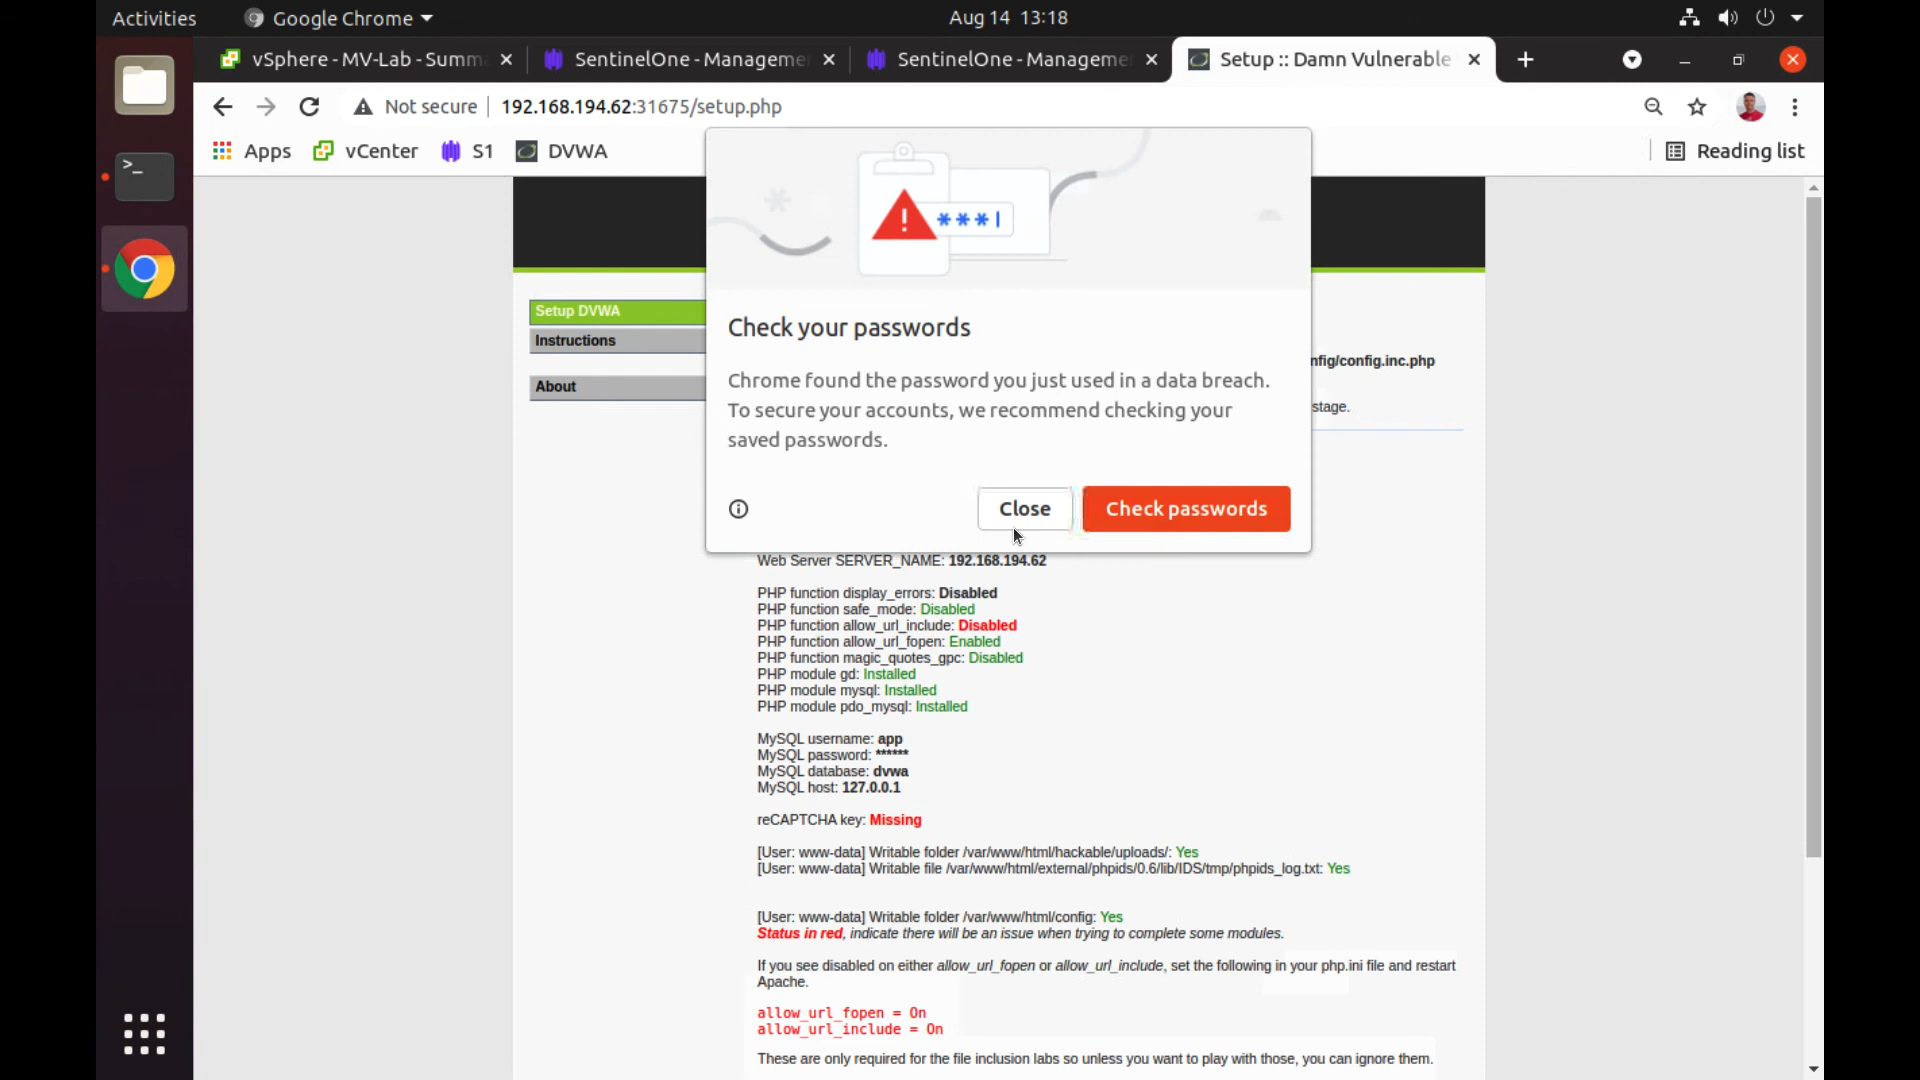 Activities
Google Chrome
Aug 14 13:18
vSphere - MV-Lab - Summ
SentinelOne - Manageme
SentinelOne - Manageme
Setup :: Damn Vulnerable
Not secure
192.168.194.62:31675/setup.php
Apps
vCenter
S1
DVWA
Reading list
***
Check your passwords
Chrome found the password you just used in a data breach.
To secure your accounts, we recommend checking your
saved passwords.
Close
Check passwords
Setup DVWA
Instructions
About
nfig/config.inc.php
stage.
Web Server SERVER_NAME: 192.168.194.62
PHP function display_errors: Disabled
PHP function safe_mode: Disabled
PHP function allow_url_include: Disabled
PHP function allow_url_fopen: Enabled
PHP function magic_quotes_gpc: Disabled
PHP module gd: Installed
PHP module mysql: Installed
PHP module pdo_mysql: Installed
MySQL username: app
MySQL password: ******
MySQL database: dvwa
MySQL host: 127.0.0.1
reCAPTCHA key: Missing
[User: www-data] Writable folder /var/www/html/hackable/uploads/: Yes
[User: www-data] Writable file /var/www/html/external/phpids/0.6/lib/IDS/tmp/phpids_log.txt: Yes
[User: www-data] Writable folder /var/www/html/config: Yes
Status in red, indicate there will be an issue when trying to complete some modules.
If you see disabled on either allow_url_fopen or allow_url_include, set the following in your php.ini file and restart
Apache.
allow_url_fopen = On
allow_url_include = On
These are only required for the file inclusion labs so unless you want to play with those, you can ignore them.